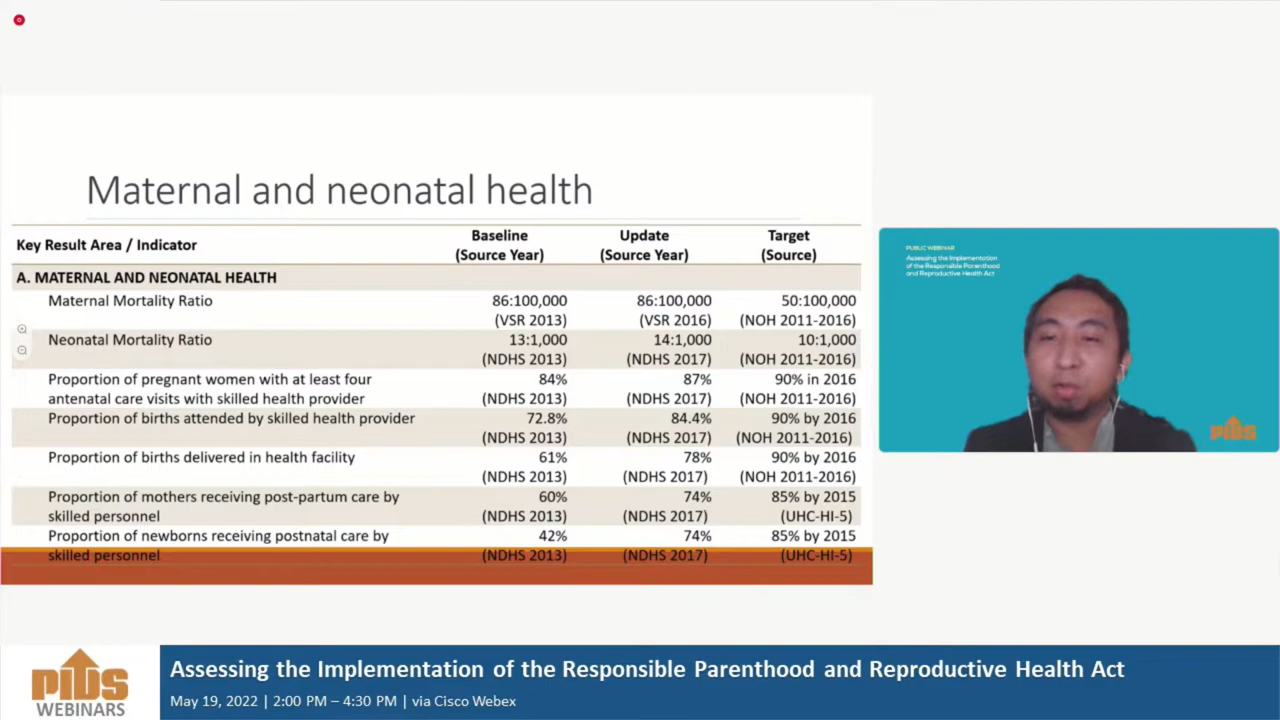 Maternal and neonatal health
Key Result Area / Indicator
Baseline
(Source Year)
Update
(Source Year)
Target
(Source)
A. MATERNAL AND NEONATAL HEALTH
Maternal Mortality Ratio
86:100,000
(VSR 2013)
86:100,000
(VSR 2016)
50:100,000
(NOH 2011-2016)
Neonatal Mortality Ratio
13:1,000
(NDHS 2013)
14:1,000
(NDHS 2017)
10:1,000
(NOH 2011-2016)
Proportion of pregnant women with at least four
antenatal care visits with skilled health provider
84%
(NDHS 2013)
87%
(NDHS 2017)
90% in 2016
(NOH 2011-2016)
Proportion of births attended by skilled health provider
72.8%
(NDHS 2013)
84.4%
(NDHS 2017)
90% by 2016
(NOH 2011-2016)
Proportion of births delivered in health facility
61%
(NDHS 2013)
78%
(NDHS 2017)
90% by 2016
(NOH 2011-2016)
Proportion of mothers receiving post-partum care by
skilled personnel
60%
(NDHS 2013)
74%
(NDHS 2017)
85% by 2015
(UHC-HI-5)
Proportion of newborns receiving postnatal care by
skilled personnel
42%
(NDHS 2013)
74%
(NDHS 2017)
85% by 2015
(UHC-HI-5)
PUBLIC WEBINAR
Assessing the Implementation
of the Responsible Parenthood
and Reproductive Health Act
PIDS
PIDS
WEBINARS
Assessing the Implementation of the Responsible Parenthood and Reproductive Health Act
May 19, 2022 | 2:00 PM – 4:30 PM | via Cisco Webex